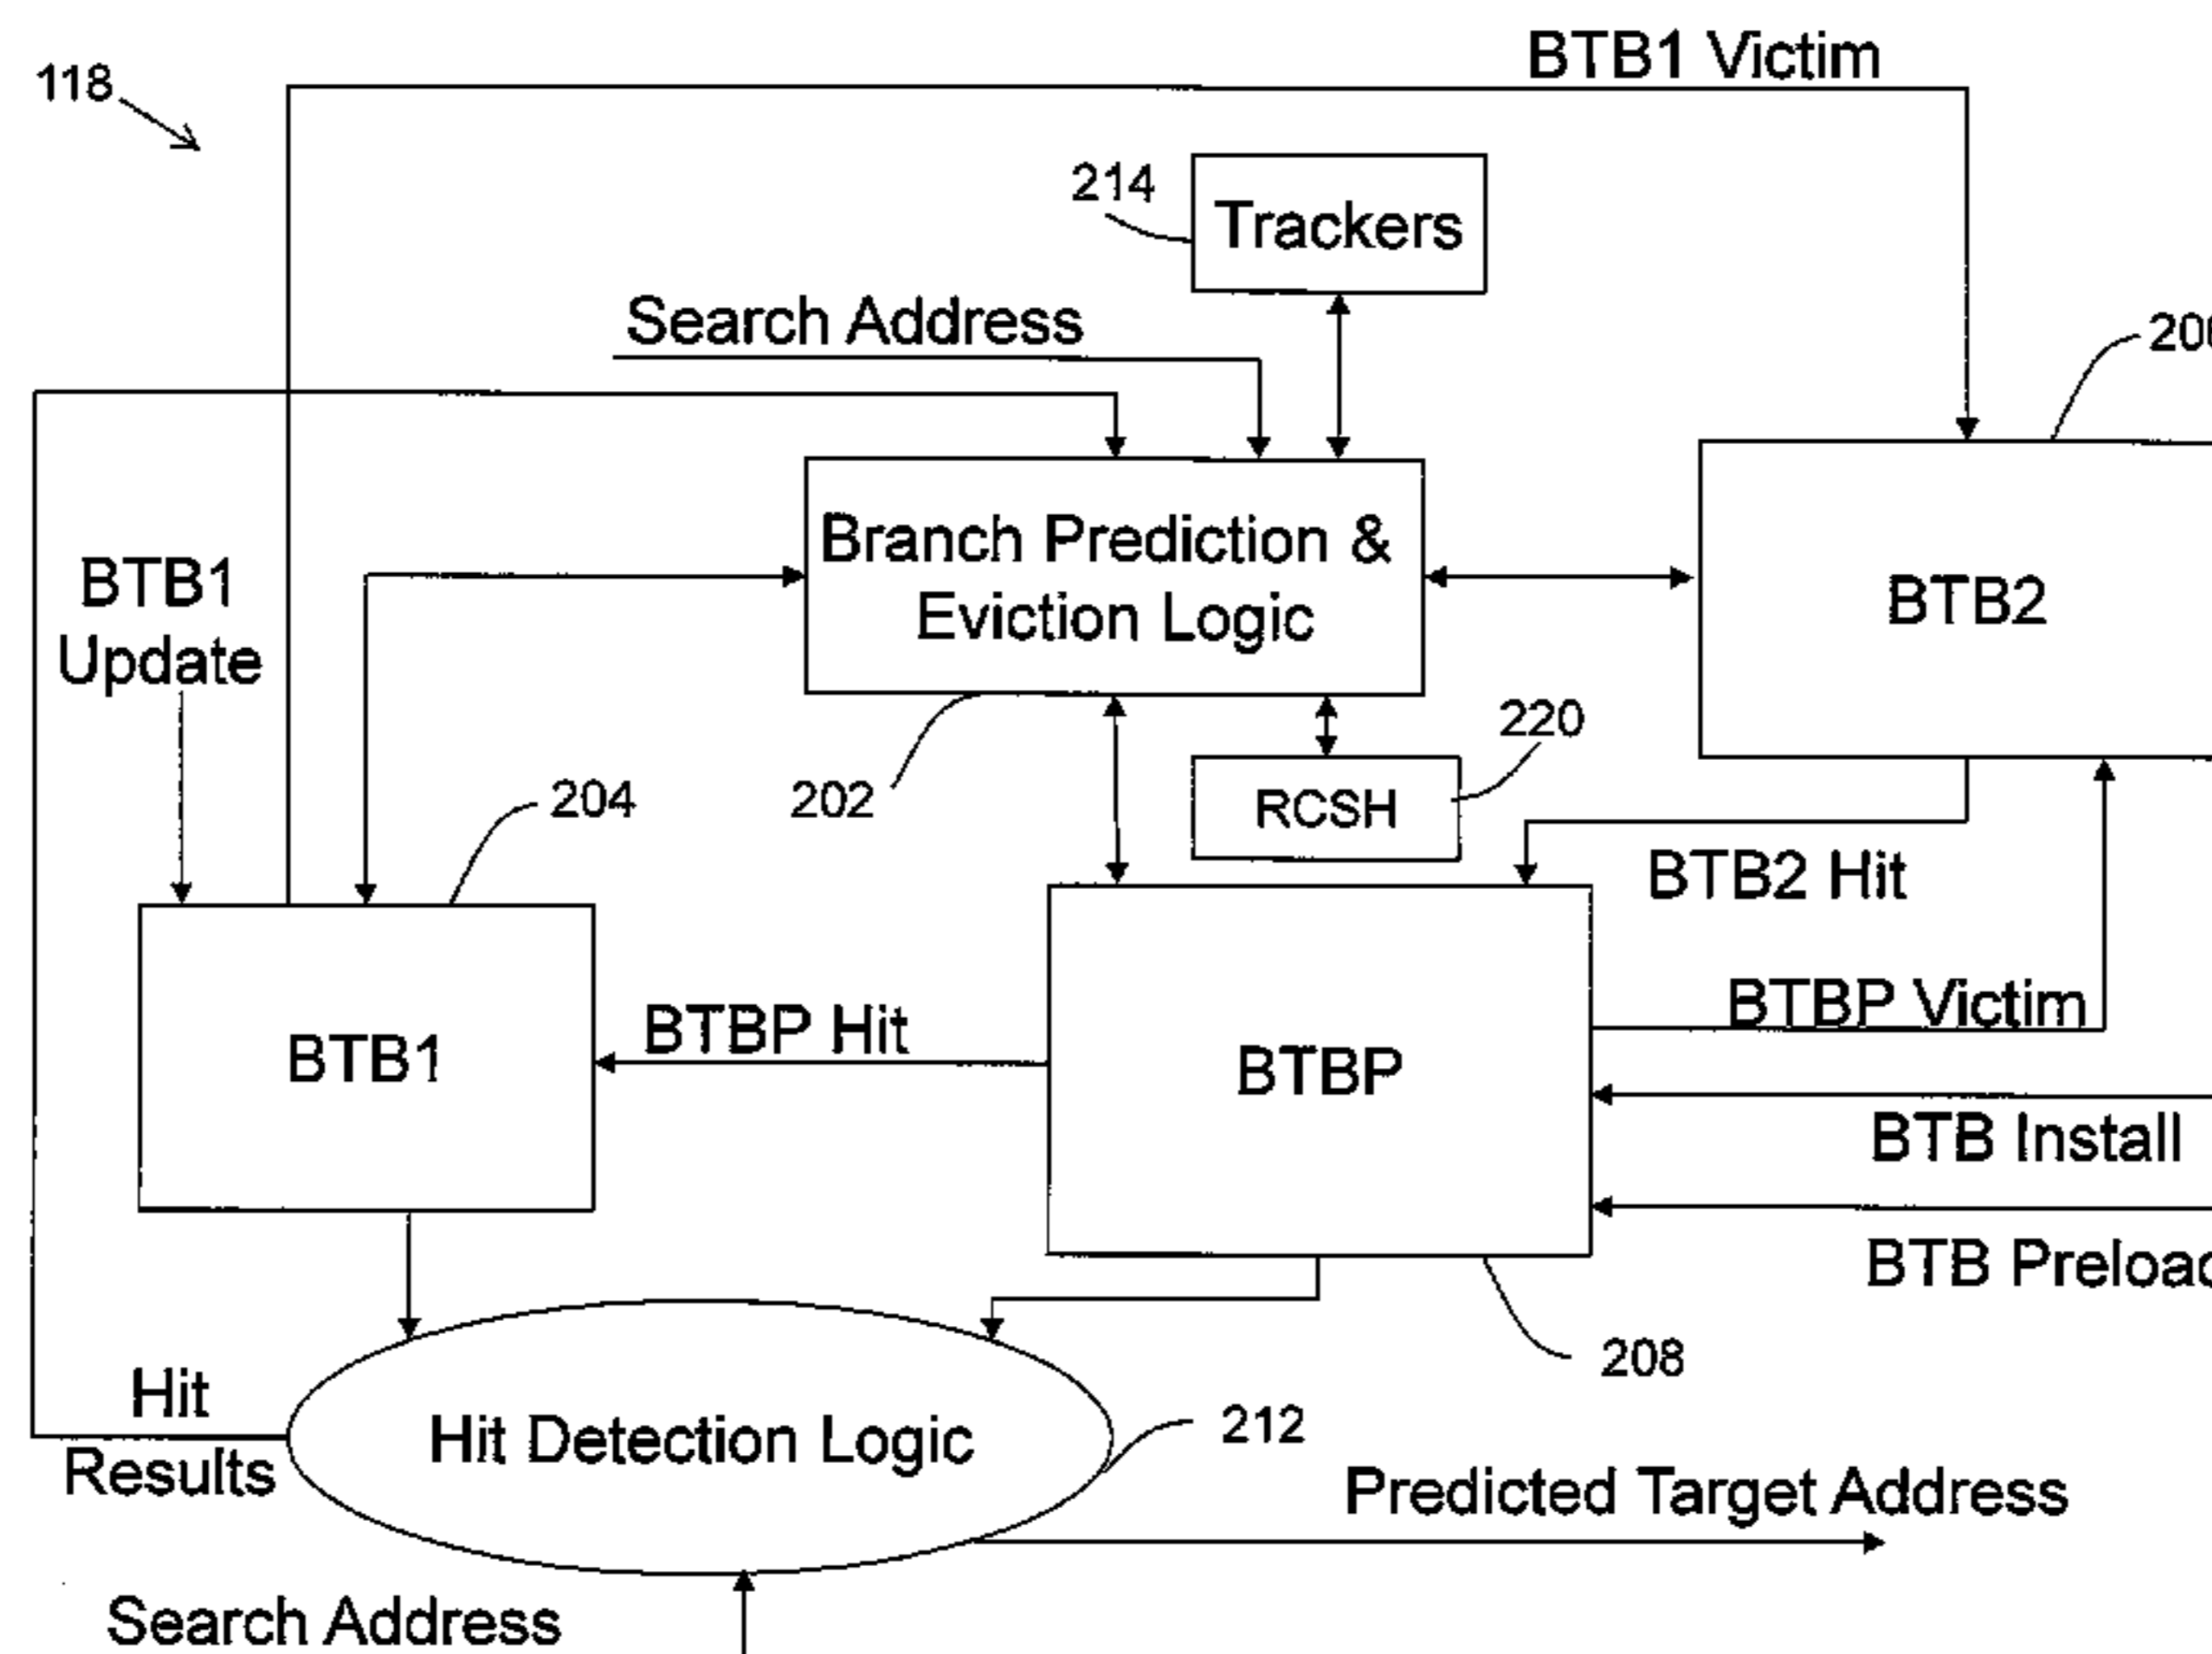 BTB1 Victim
118
214
Trackers
Search Address
Branch Prediction &
Eviction Logic
BTB2
BTB1
Update
220
204
202
RCSH
BTB2 Hit
BTBP Victim
BTBP Hit
BTB1
BTBP
BTB Install
BTB
208
Hit
Results
Hit Detection Logic
212
Predicted Target Address
Search Address